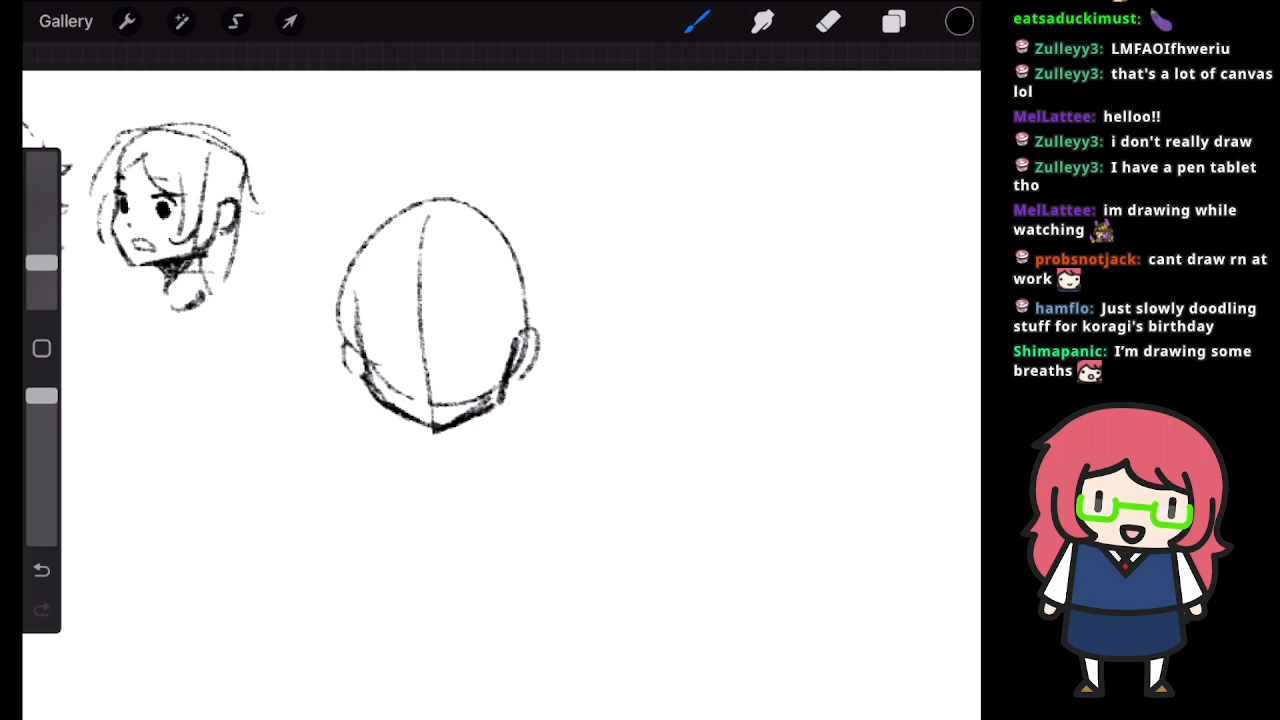 Gallery
eatsaduckimust:
Zulleyy3: LMFAOIfhweriu
Zulleyy3: that's a lot of canvas
lol
MelLattee: helloo!!
Zulleyy3: i don't really draw
Zulleyy3: I have a pen tablet
tho
MelLattee: im drawing while
watching
probsnotjack: cant draw rn at
work
hamflo: Just slowly doodling
stuff for koragi's birthday
Shimapanic: I'm drawing some
breaths